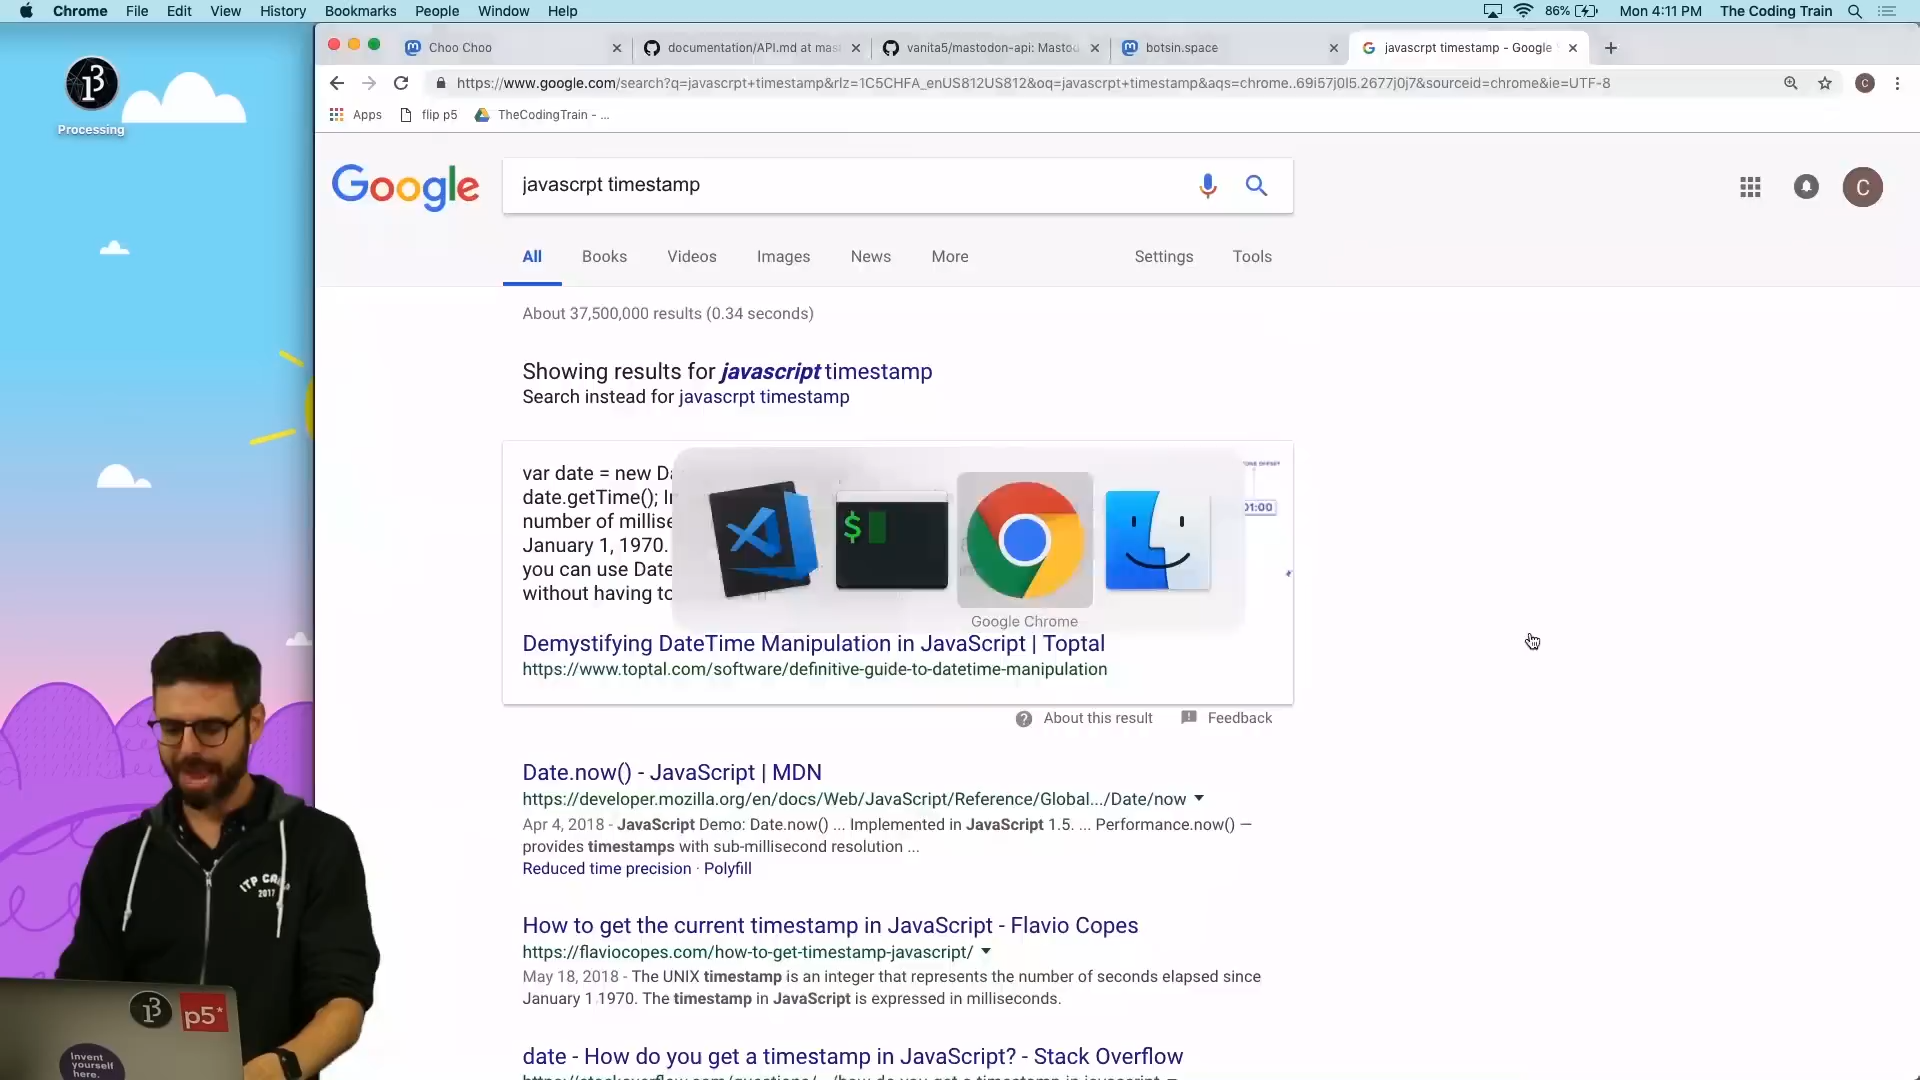 Chrome File Edit View History Bookmarks People Window Help
86%
Mon 4:11 PM The Coding Train
Choo Choo
documentation/API.md at mas
vanita5/mastodon-api: Mastod
botsin.space
javascrpt timestamp - Google
https://www.google.com/search?q=javascrpt+timestamp&rlz=1C5CHFA_enUS812US812&oq=javascrpt+timestamp&aqs=chrome..69i57j0l5.2677j0j7&sourceid=chrome&ie=UTF-8
C
Apps flip p5 TheCodingTrain - ...
Processing
Google
javascrpt timestamp
C
All Books Videos Images News More Settings Tools
About 37,500,000 results (0.34 seconds)
Showing results for javascript timestamp
Search instead for javascrpt timestamp
var date = new Da
date.getTime();
number of millise
January 1, 1970.
you can use Date
without having to
01:00
$
Google Chrome
Demystifying DateTime Manipulation in JavaScript | Toptal
https://www.toptal.com/software/definitive-guide-to-datetime-manipulation
About this result Feedback
Date.now() - JavaScript | MDN
https://developer.mozilla.org/en/docs/Web/JavaScript/Reference/Global.../Date/now
Apr 4, 2018 - JavaScript Demo: Date.now() ... Implemented in JavaScript 1.5. ... Performance.now() —
provides timestamps with sub-millisecond resolution ...
Reduced time precision · Polyfill
How to get the current timestamp in JavaScript - Flavio Copes
https://flaviocopes.com/how-to-get-timestamp-javascript/
May 18, 2018 - The UNIX timestamp is an integer that represents the number of seconds elapsed since
January 1 1970. The timestamp in JavaScript is expressed in milliseconds.
date - How do you get a timestamp in JavaScript? - Stack Overflow
ITP
2017
p5*
Invent
yourself
here.